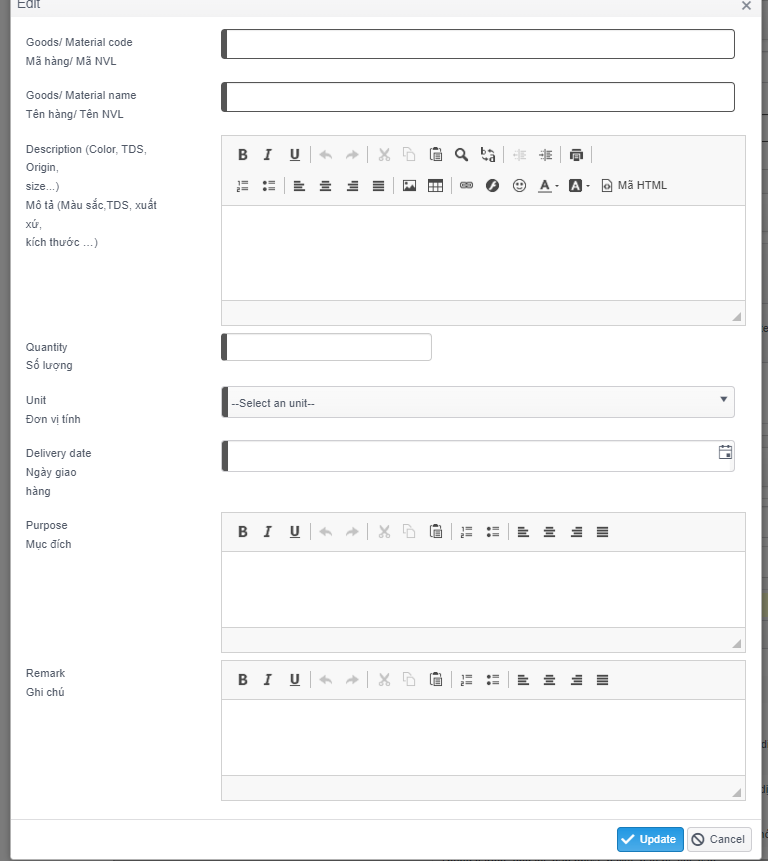 Edit
Goods/ Material code
Mã hàng/ Mã NVL
Goods/ Material name
Tên hàng/ Tên NVL
Description (Color, TDS,
Origin,
size...)
Mô tả (Màu sắc,TDS, xuất
xứ,
kích thước ...)
Mã HTML
Quantity
Số lượng
Unit
Đơn vị tính
--Select an unit--
Delivery date
Ngày giao
hàng
Purpose
Mục đích
Remark
Ghi chú
Update
Cancel